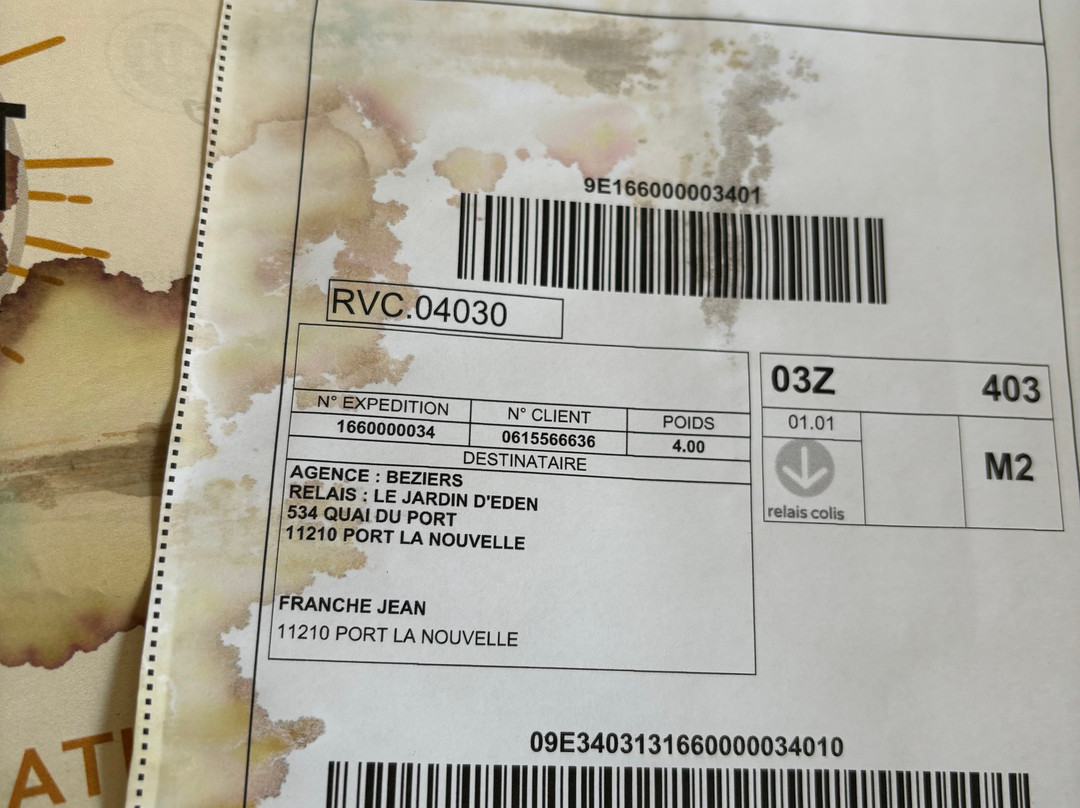 9E166000003401
RVC.04030
03Z 403
01.01
M2
relais colis
N° EXPEDITION N° CLIENT POIDS
1660000034 0615566636 4.00
DESTINATAIRE
AGENCE : BEZIERS
RELAIS : LE JARDIN D'EDEN
534 QUAI DU PORT
11210 PORT LA NOUVELLE
FRANCHE JEAN
11210 PORT LA NOUVELLE
09E3403131660000034010